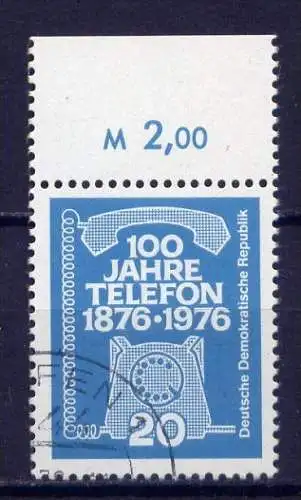 M 2,00
100
JAHRE
TELEFON
1876·1976
20
Deutsche Demokratische Republik